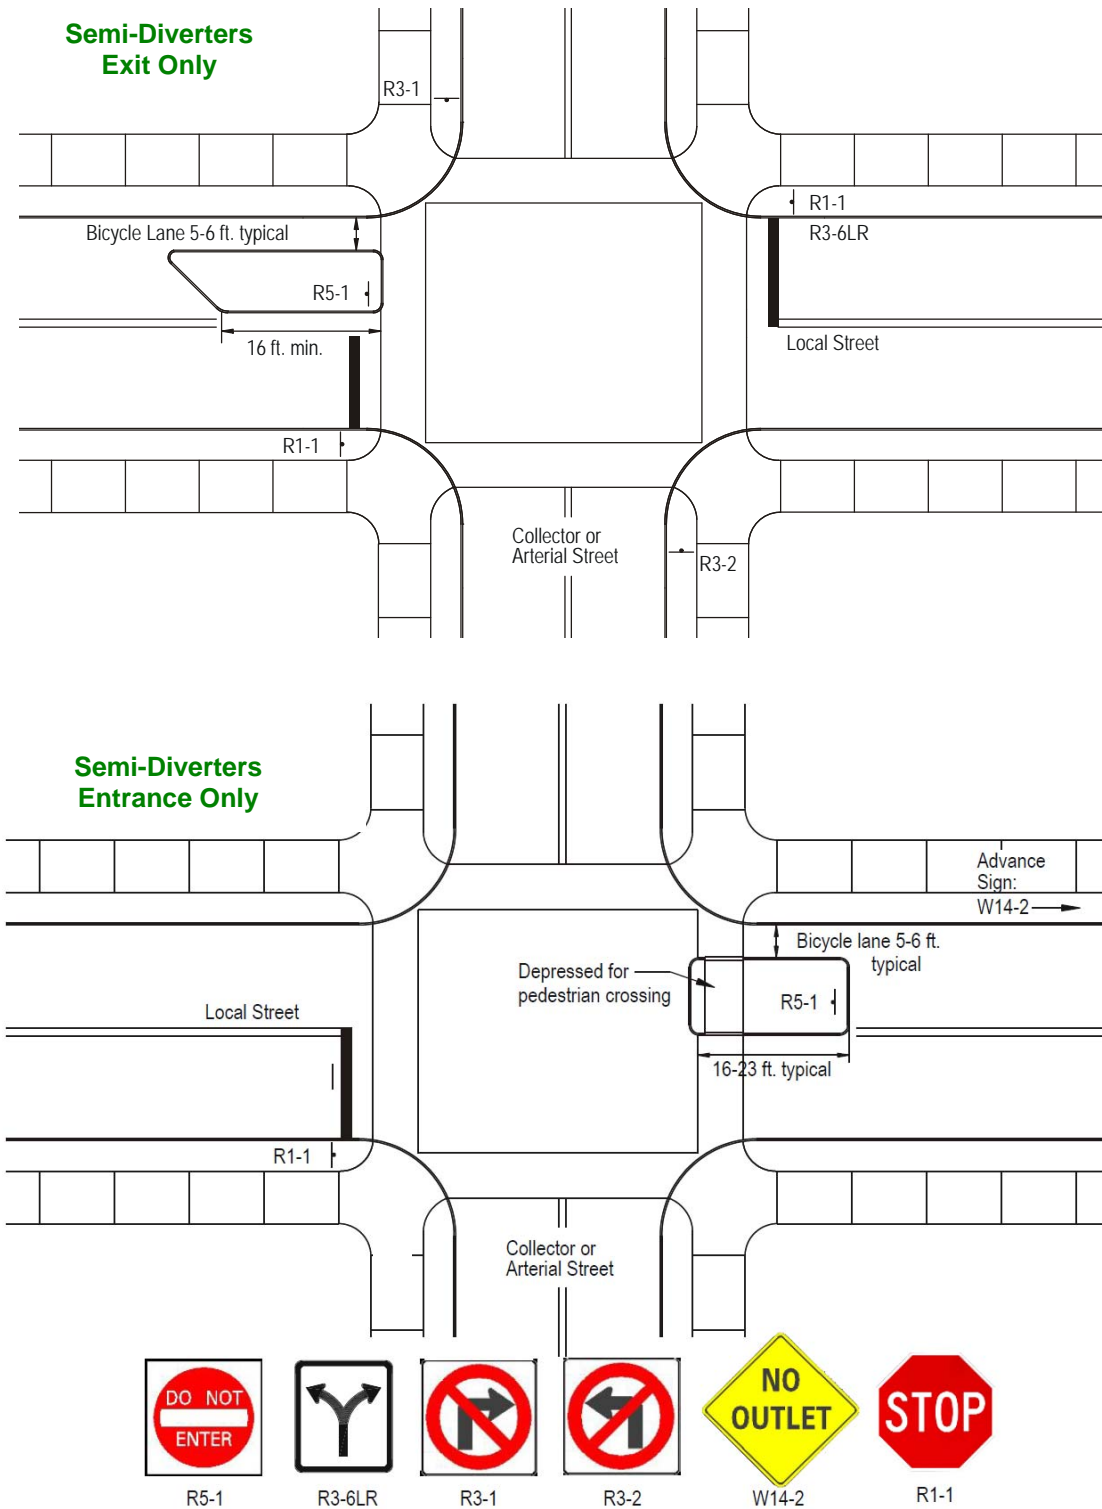 Semi-Diverters
Exit Only
R3-1
R1-1
R3-6LR
Bicycle Lane 5-6 ft. typical
R5-1
16 ft. min.
Local Street
R1-1
Collector or
Arterial Street
R3-2
Semi-Diverters
Entrance Only
Advance
Sign:
W14-2
Bicycle lane 5-6 ft.
typical
Depressed for
pedestrian crossing
R5-1
Local Street
16-23 ft. typical
R1-1
Collector or
Arterial Street
DO NOT
ENTER
NO
OUTLET
STOP
R5-1
R3-6LR
R3-1
R3-2
W14-2
R1-1